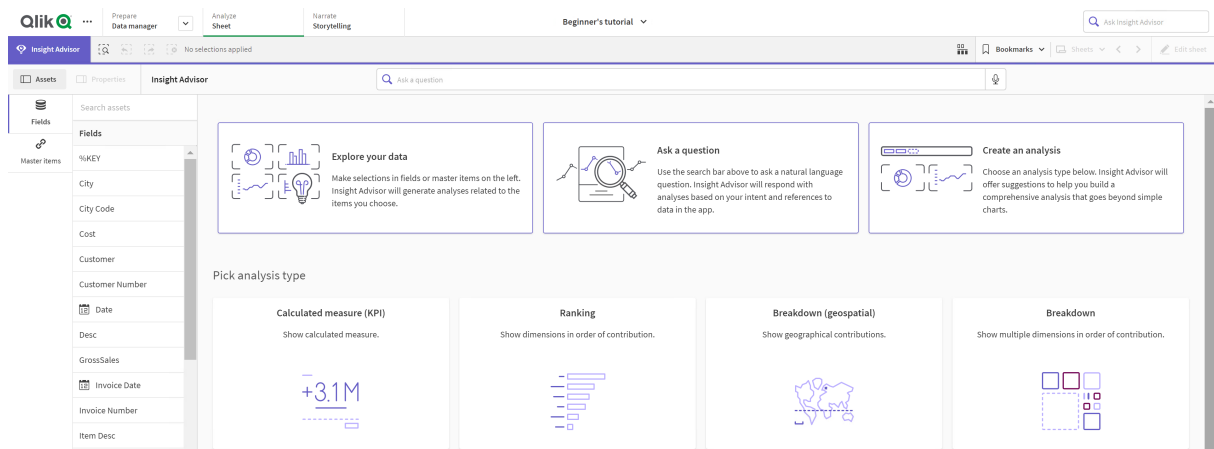 Qlik
Prepare
Data manager
Analyze
Sheet
Narrate
Storytelling
Beginner's tutorial
Ask Insight Advisor
Insight Advisor
No selections applied
Bookmarks
Sheets
Edit sheet
Assets
Properties
Insight Advisor
Ask a question
Fields
Master items
Search assets
Fields
%KEY
City
City Code
Cost
Customer
Customer Number
Date
Desc
GrossSales
Invoice Date
Invoice Number
Item Desc
Explore your data
Make selections in fields or master items on the left.
Insight Advisor will generate analyses related to the
items you choose.
Ask a question
Use the search bar above to ask a natural language
question. Insight Advisor will respond with
analyses based on your intent and references to
data in the app.
Create an analysis
Choose an analysis type below. Insight Advisor will
offer suggestions to help you build a
comprehensive analysis that goes beyond simple
charts.
Pick analysis type
Calculated measure (KPI)
Show calculated measure.
+3.1M
Ranking
Show dimensions in order of contribution.
Breakdown (geospatial)
Show geographical contributions.
Breakdown
Show multiple dimensions in order of contribution.